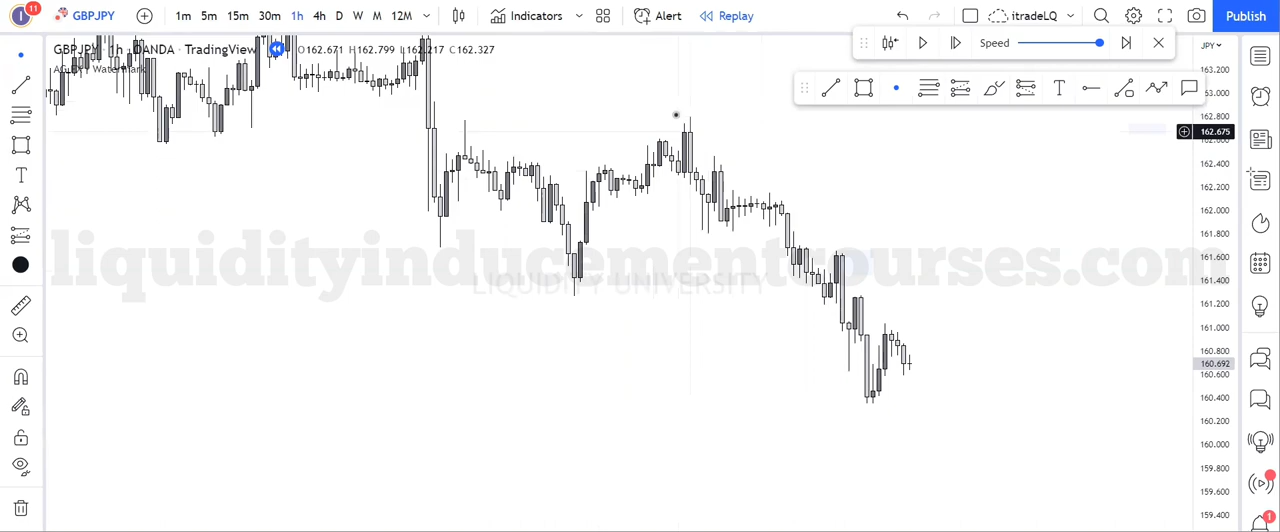 11
GBPJPY
1m 5m 15m 30m 1h 4h D W M 12M
Indicators
Alert
Replay
itradeLQ
Publish
GBPJPY · 1h · OANDA · TradingView O162.671 H162.799 L162.217 C162.327
Speed
JPY
163.200
163.000
162.800
162.675
162.400
162.200
162.000
161.800
161.600
161.400
161.200
161.000
160.800
160.692
160.600
160.400
160.200
160.000
159.800
159.600
159.400
liquidityinducementcourses.com
LIQUIDITY UNIVERSITY
1